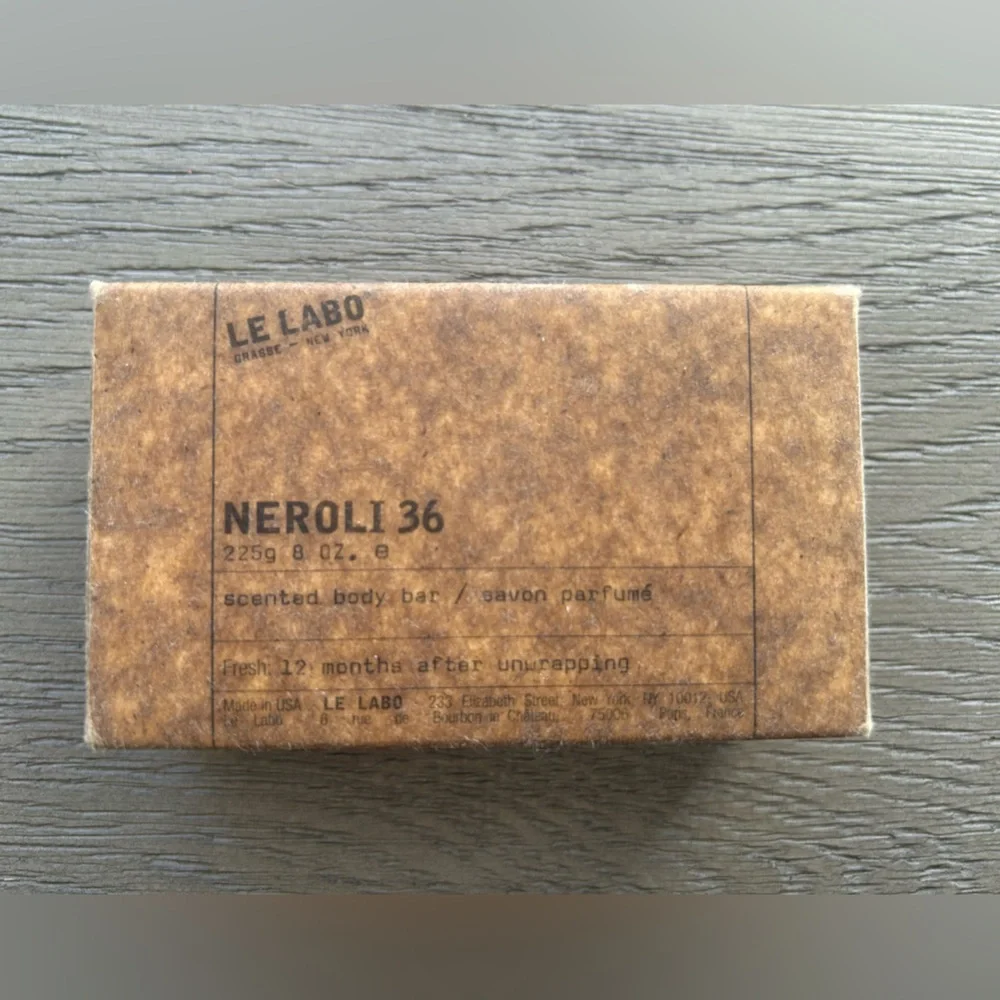 LE LABO
GRASSE - NEW YORK
NEROLI 36
225g 8 OZ. e
scented body bar / savon parfumé
Fresh: 12 months after unwrapping
Made in USA LE LABO 233 Elizabeth Street New York NY 10012, USA
Le Labo 6 rue de Bourbon le Château, 75006 Paris, France